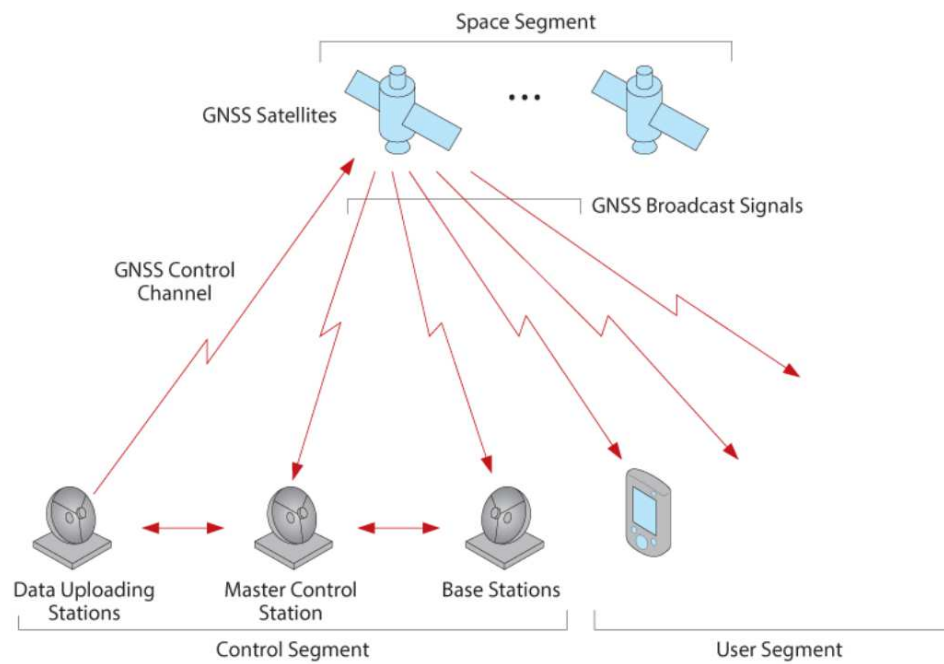 Space Segment
GNSS Satellites
GNSS Broadcast Signals
GNSS Control
Channel
Data Uploading
Stations
Master Control
Station
Base Stations
Control Segment
User Segment